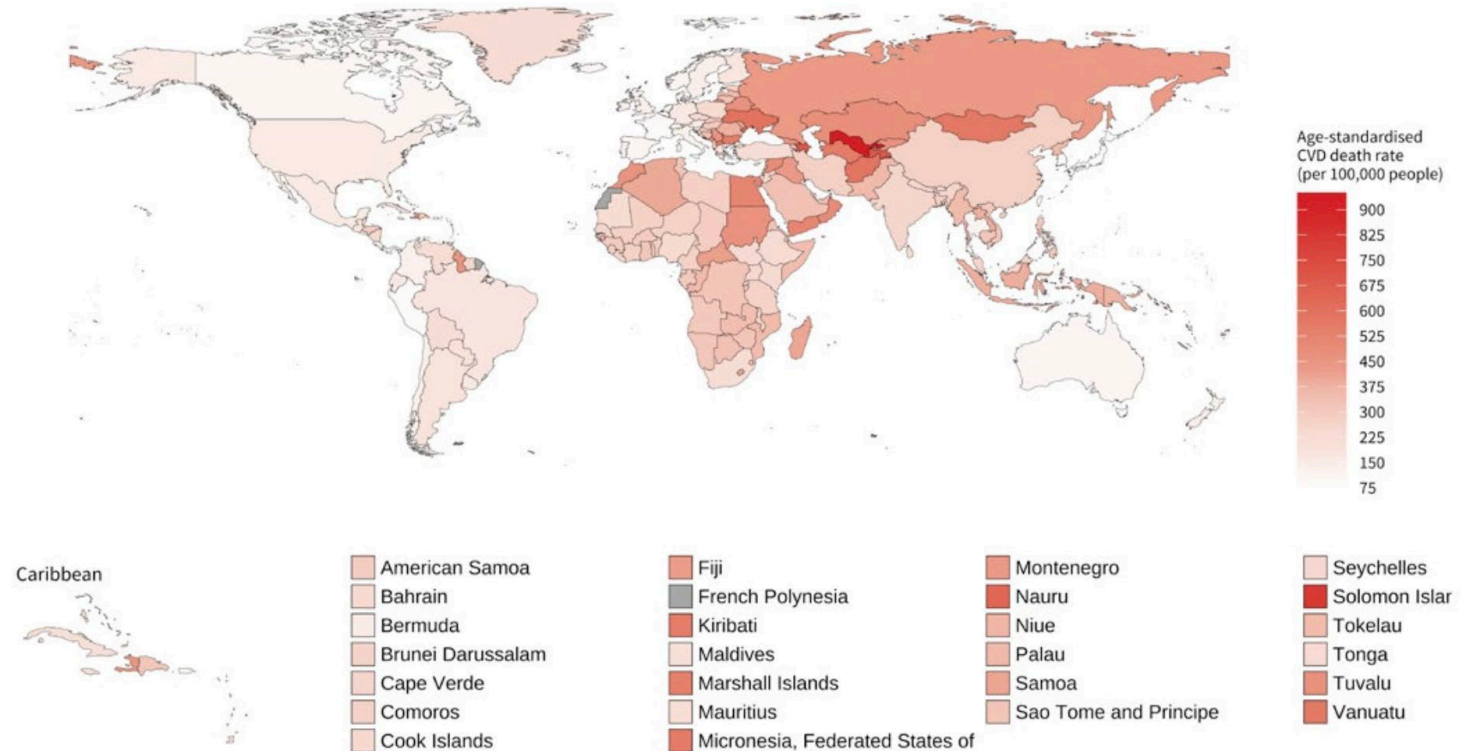 Age-standardised
CVD death rate
(per 100,000 people)
900
825
750
675
600
525
450
375
300
225
150
75
Caribbean
American Samoa
Bahrain
Bermuda
Brunei Darussalam
Cape Verde
Comoros
Cook Islands
Fiji
French Polynesia
Kiribati
Maldives
Marshall Islands
Mauritius
Micronesia, Federated States of
Montenegro
Nauru
Niue
Palau
Samoa
Sao Tome and Principe
Seychelles
Solomon Islar
Tokelau
Tonga
Tuvalu
Vanuatu